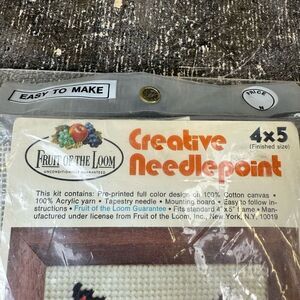 EASY TO MAKE
PRICE
N
FRUIT OF THE LOOM
UNCONDITIONALLY GUARANTEED
Creative
Needlepoint
4x5
(Finished size)
This kit contains: Pre-printed full color design on 100% Cotton canvas •
100% Acrylic yarn • Tapestry needle • Mounting board • Easy to follow in-
structions • Fruit of the Loom Guarantee • Fits standard 4" x 5" frame • Man-
ufactured under license from Fruit of the Loom, Inc., New York, N.Y. 10019